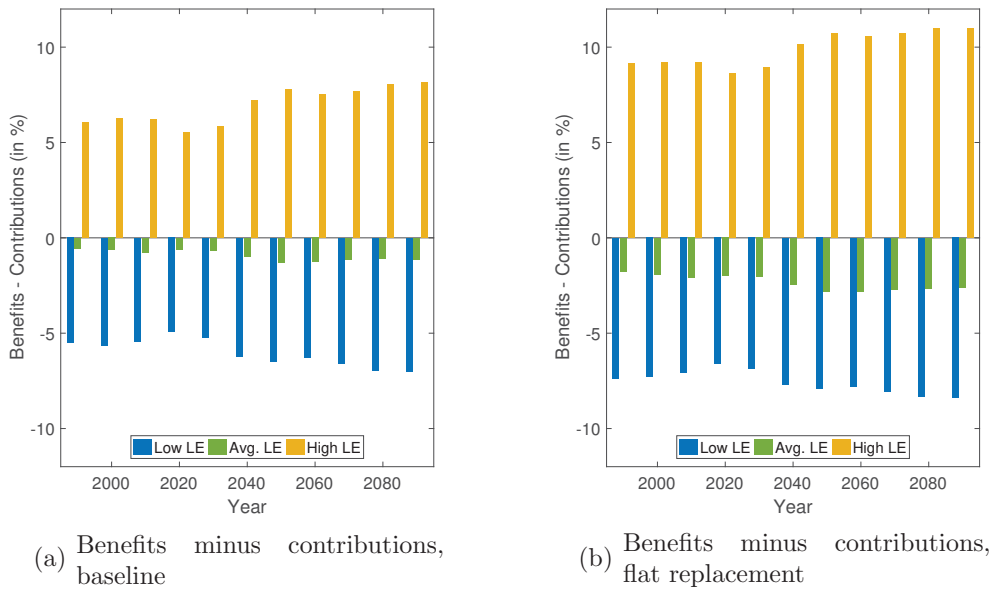 10
5
0
-5
-10
Benefits - Contributions (in %)
Low LE Avg. LE High LE
2000 2020 2040 2060 2080
Year
(a) Benefits minus contributions,
baseline
10
5
0
-5
-10
Benefits - Contributions (in %)
Low LE Avg. LE High LE
2000 2020 2040 2060 2080
Year
(b) Benefits minus contributions,
flat replacement